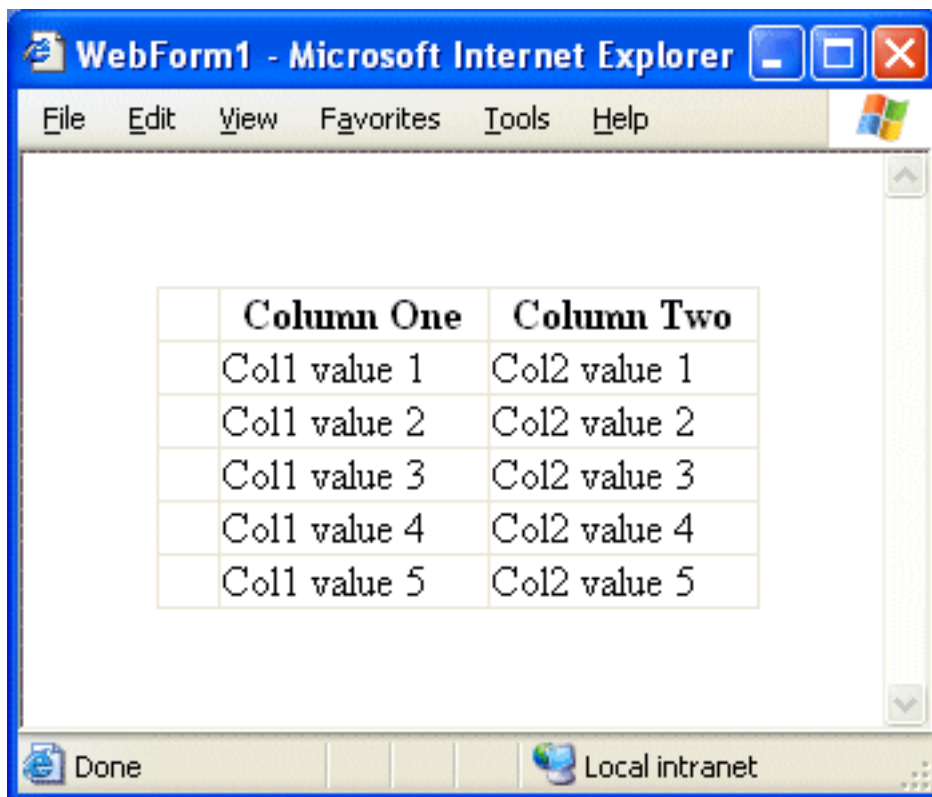 WebForm1 - Microsoft Internet Explorer
File Edit View Favorites Tools Help
Column One Column Two
Col1 value 1 Col2 value 1
Col1 value 2 Col2 value 2
Col1 value 3 Col2 value 3
Col1 value 4 Col2 value 4
Col1 value 5 Col2 value 5
Done Local intranet